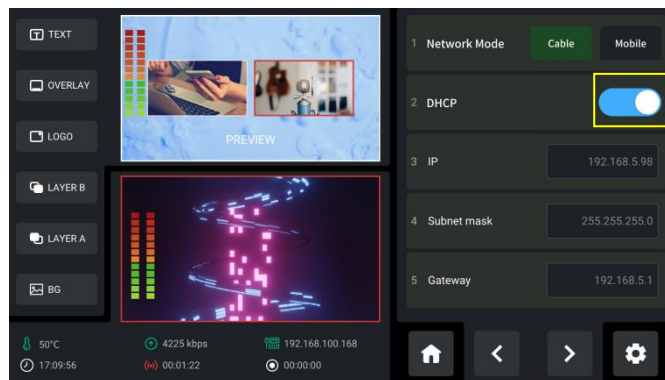 TEXT
OVERLAY
LOGO
LAYER B
LAYER A
BG
PREVIEW
50°C
4225 kbps
192.168.100.168
17:09:56
00:01:22
00:00:00
1 Network Mode Cable Mobile
2 DHCP
3 IP 192.168.5.98
4 Subnet mask 255.255.255.0
5 Gateway 192.168.5.1